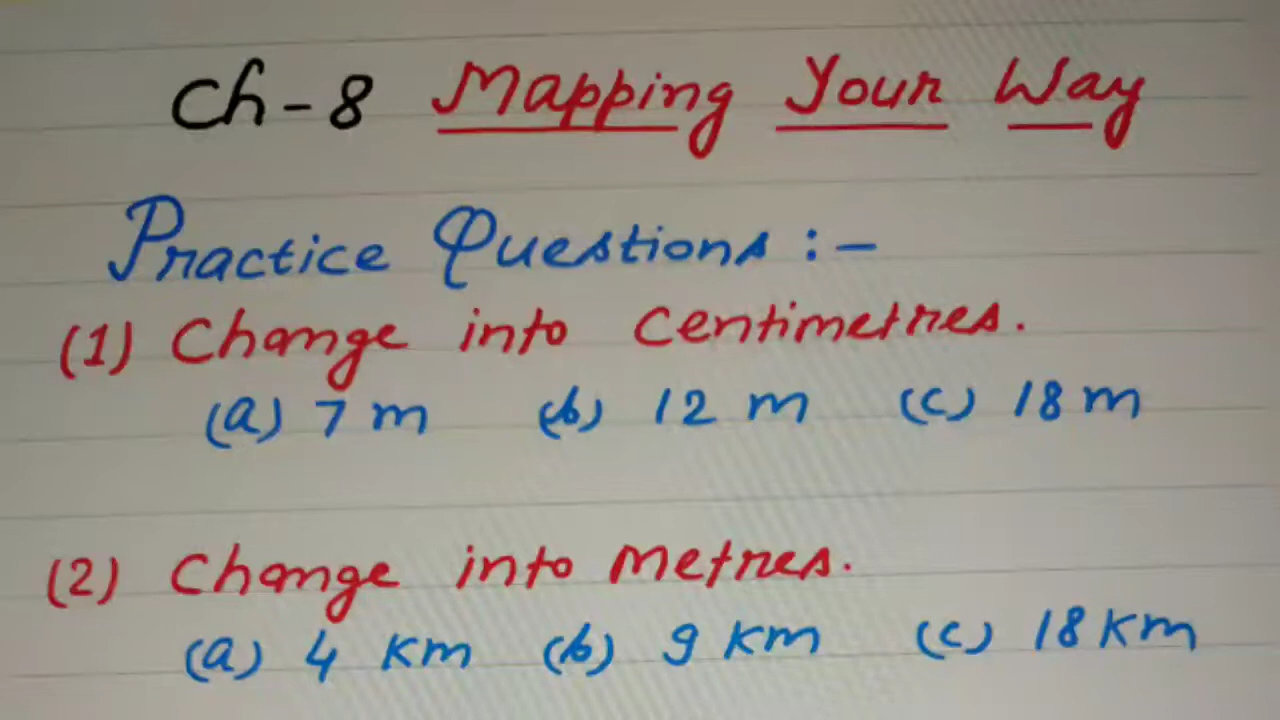 Ch-8 Mapping Your Way
Practice Questions :-
(1) Change into Centimetres.
(a) 7 m (b) 12 m (c) 18 m
(2) Change into Metres.
(a) 4 Km (b) 9 Km (c) 18 Km